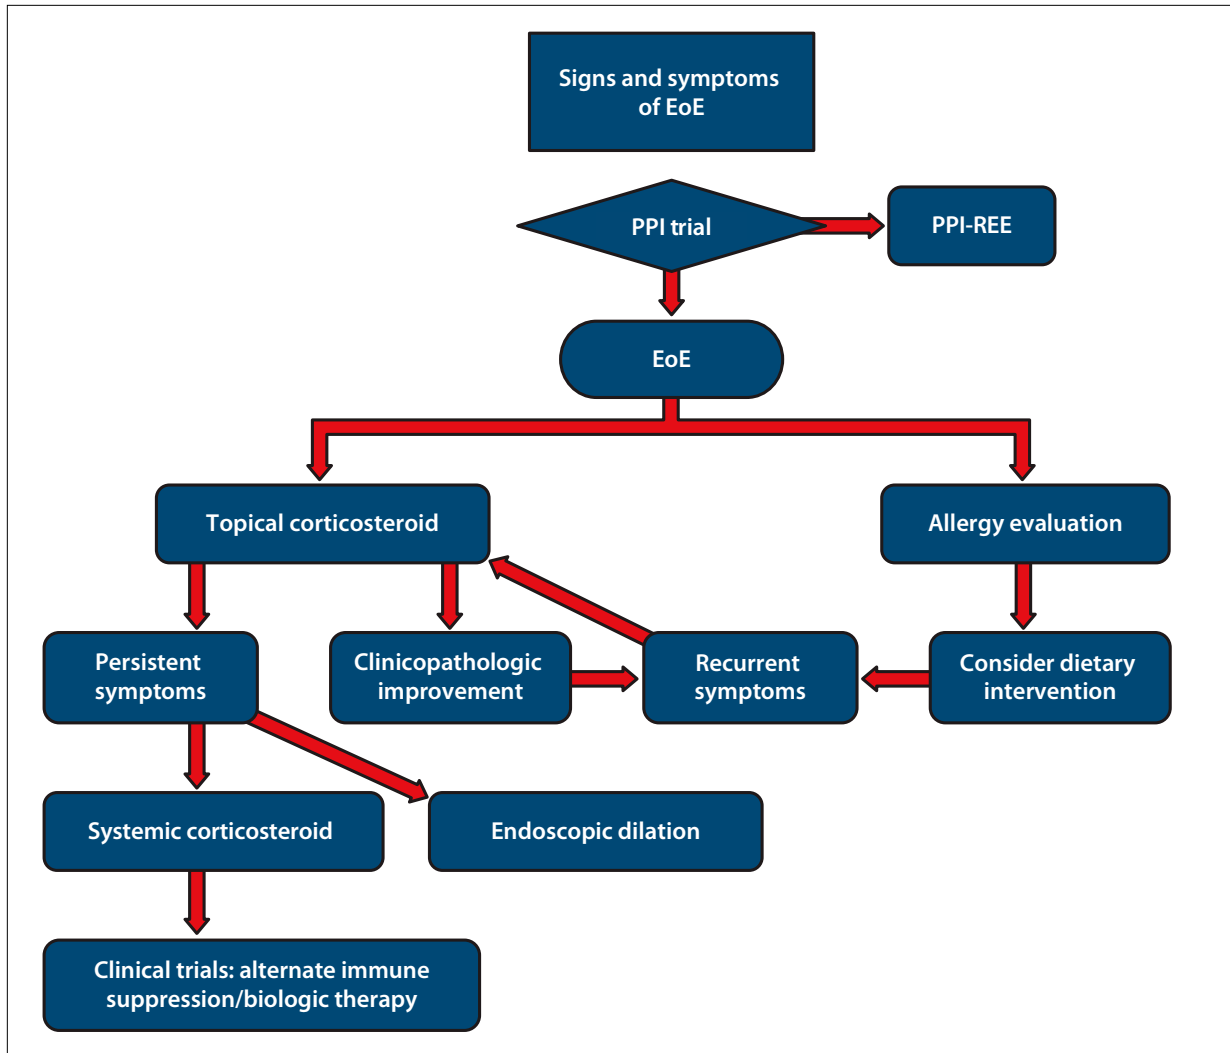 Signs and symptoms
of EoE
PPI trial
PPI-REE
EoE
Topical corticosteroid
Allergy evaluation
Persistent
symptoms
Clinicopathologic
improvement
Recurrent
symptoms
Consider dietary
intervention
Systemic corticosteroid
Endoscopic dilation
Clinical trials: alternate immune
suppression/biologic therapy